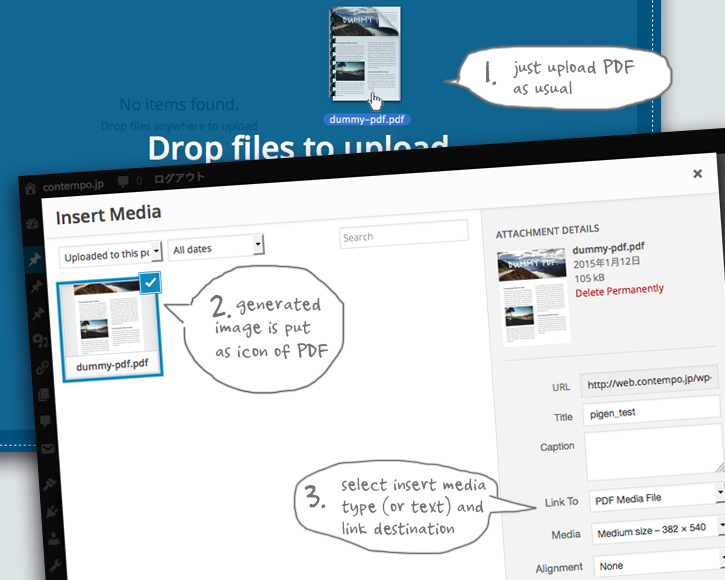 DUMMY PDF
1. just upload PDF
as usual
No items found.
Drop files anywhere to upload
dummy-pdf.pdf
Drop files to upload
contempo.jp 0 ログアウト
Insert Media
Uploaded to this po
All dates
Search
dummy-pdf.pdf
2. generated
image is put
as icon of PDF
ATTACHMENT DETAILS
DUMMY PDF
dummy-pdf.pdf
2015年1月12日
105 kB
Delete Permanently
URL http://web.contempo.jp/wp-
Title pigen_test
Caption
3. select insert media
type (or text) and
link destination
Link To PDF Media File
Media Medium size – 382 × 540
Alignment None